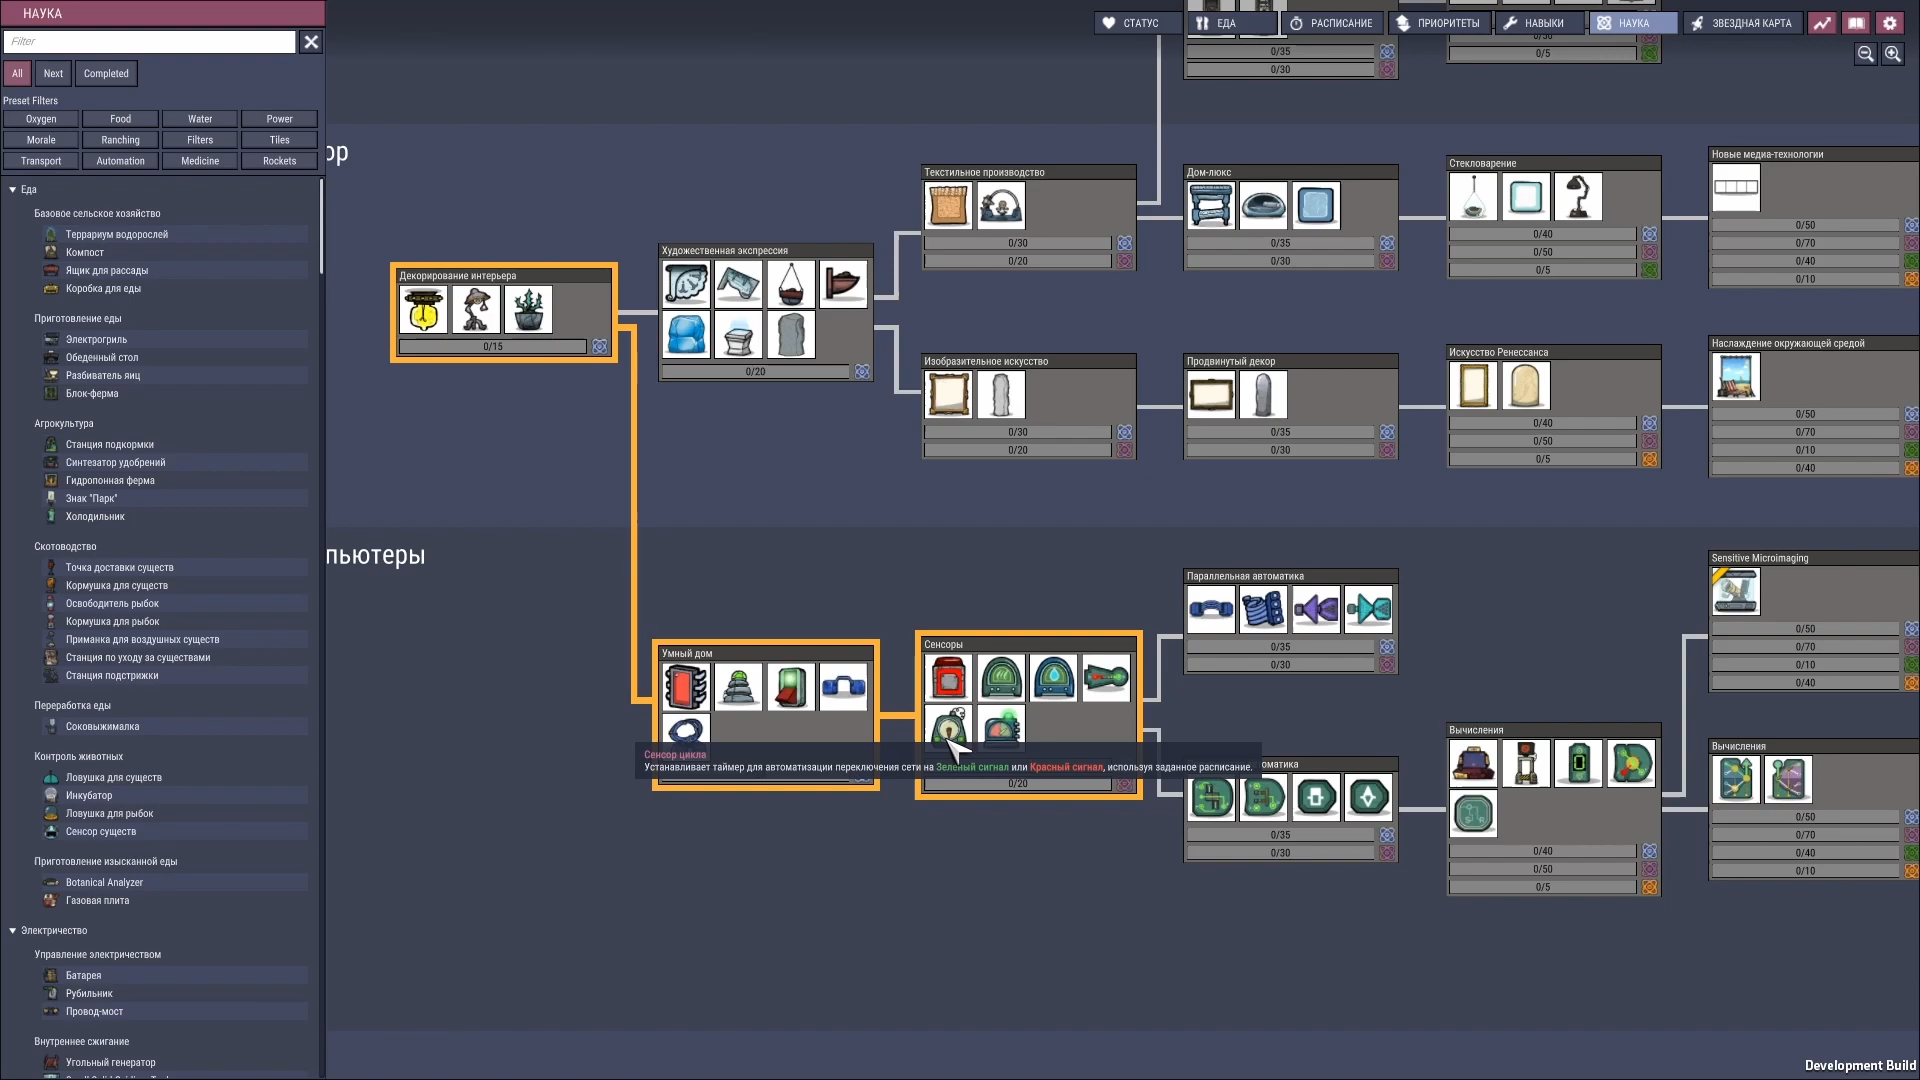 НАУКА
СТАТУС
ЕДА
РАСПИСАНИЕ
ПРИОРИТЕТЫ
НАВЫКИ
НАУКА
ЗВЕЗДНАЯ КАРТА
Filter
All
Next
Completed
Preset Filters
Oxygen
Food
Water
Power
Morale
Ranching
Filters
Tiles
Transport
Automation
Medicine
Rockets
Еда
Базовое сельское хозяйство
Террариум водорослей
Компост
Ящик для рассады
Коробка для еды
Приготовление еды
Электрогриль
Обеденный стол
Разбиватель яиц
Блок-ферма
Агрокультура
Станция подкормки
Синтезатор удобрений
Гидропонная ферма
Знак "Парк"
Холодильник
Скотоводство
Точка доставки существ
Кормушка для существ
Освободитель рыбок
Кормушка для рыбок
Приманка для воздушных существ
Станция по уходу за существами
Станция подстрижки
Переработка еды
Соковыжималка
Контроль животных
Ловушка для существ
Инкубатор
Ловушка для рыбок
Сенсор существ
Приготовление изысканной еды
Botanical Analyzer
Газовая плита
Электричество
Управление электричеством
Батарея
Рубильник
Провод-мост
Внутреннее сжигание
Угольный генератор
0/35
0/30
0/5
ор
Декорирование интерьера
0/15
Художественная экспрессия
0/20
Текстильное производство
0/30
0/20
Дом-люкс
0/35
0/30
Стекловарение
0/40
0/50
0/5
Новые медиа-технологии
0/50
0/70
0/40
0/10
Изобразительное искусство
0/30
0/20
Продвинутый декор
0/35
0/30
Искусство Ренессанса
0/40
0/50
0/5
Наслаждение окружающей средой
0/50
0/70
0/10
0/40
пьютеры
Умный дом
Сенсоры
0/20
Сенсор цикла
Устанавливает таймер для автоматизации переключения сети на Зеленый сигнал или Красный сигнал, используя заданное расписание.
Параллельная автоматика
0/35
0/30
оматика
0/35
0/30
Вычисления
0/40
0/50
0/5
Sensitive Microimaging
0/50
0/70
0/10
0/40
Вычисления
0/50
0/70
0/40
0/10
Development Build